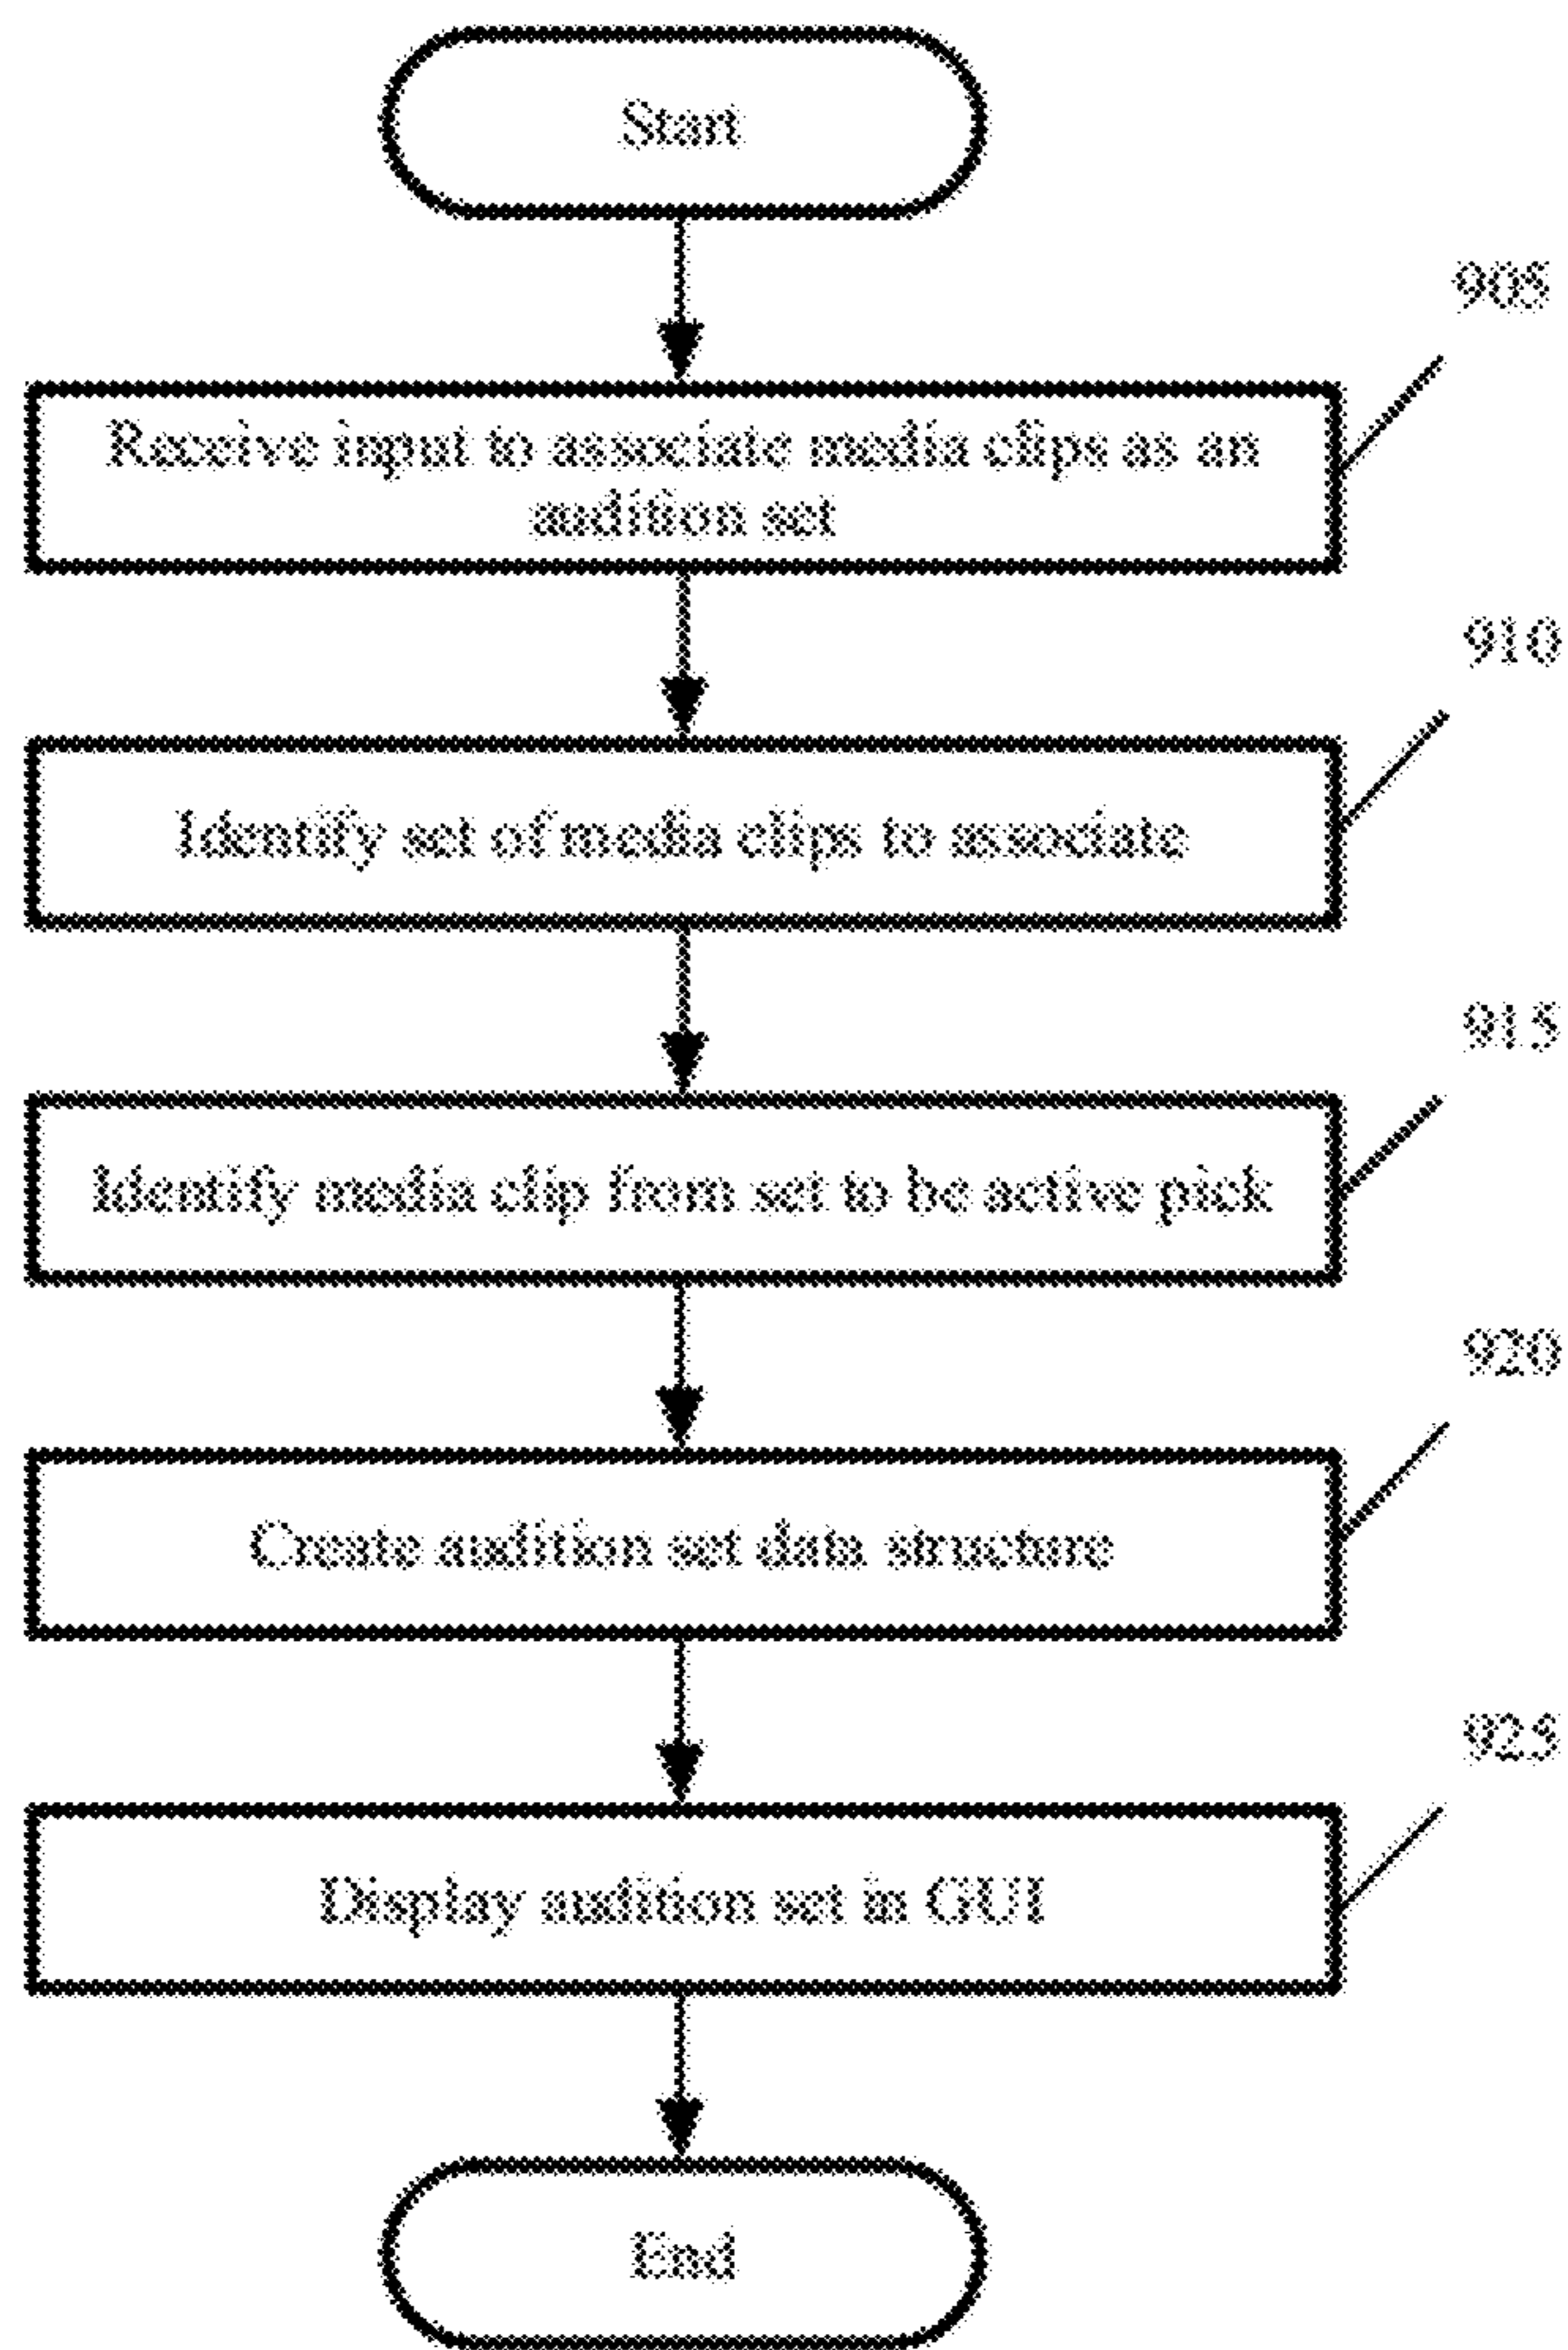 Start
905
Receive input to associate media clips as an
audition set
910
Identify set of media clips to associate
915
Identify media clip from set to be active pick
920
Create audition set data structure
925
Display audition set in GUI
End